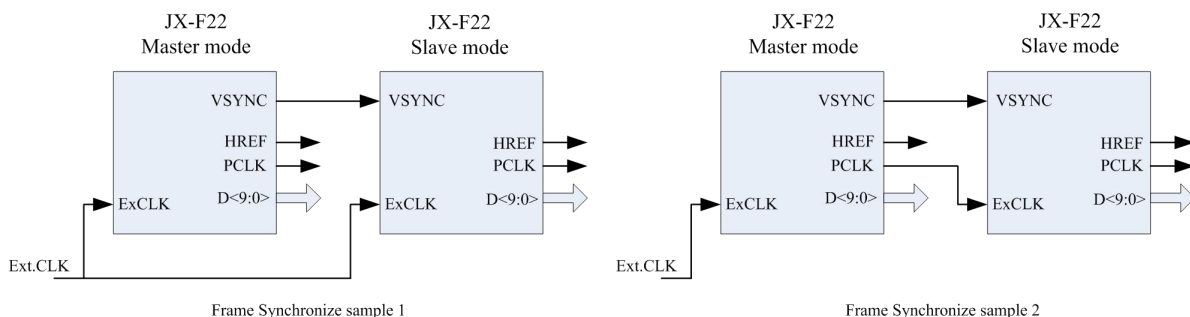 JX-F22
Master mode
VSYNC
HREF
PCLK
D<9:0>
ExCLK
JX-F22
Slave mode
VSYNC
HREF
PCLK
D<9:0>
ExCLK
Ext.CLK
Frame Synchronize sample 1
JX-F22
Master mode
VSYNC
HREF
PCLK
D<9:0>
ExCLK
JX-F22
Slave mode
VSYNC
HREF
PCLK
D<9:0>
ExCLK
Ext.CLK
Frame Synchronize sample 2